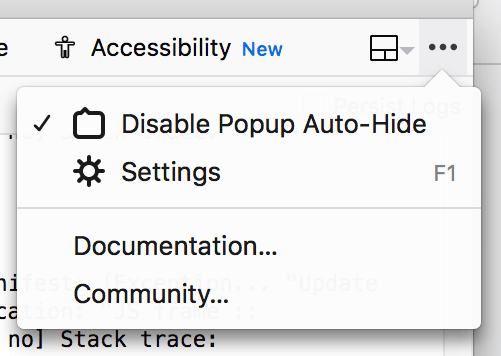 e Accessibility New
Persist Logs
✓ Disable Popup Auto-Hide
Settings F1
Documentation...
nifest. [Exception... "Update
Community...
cation: JS frame ::
no] Stack trace: